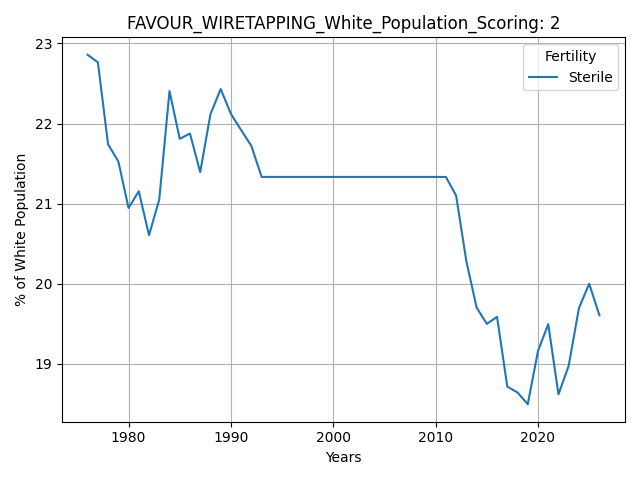 FAVOUR_WIRETAPPING_White_Population_Scoring: 2
Fertility
Sterile
% of White Population
23
22
21
20
19
1980 1990 2000 2010 2020
Years